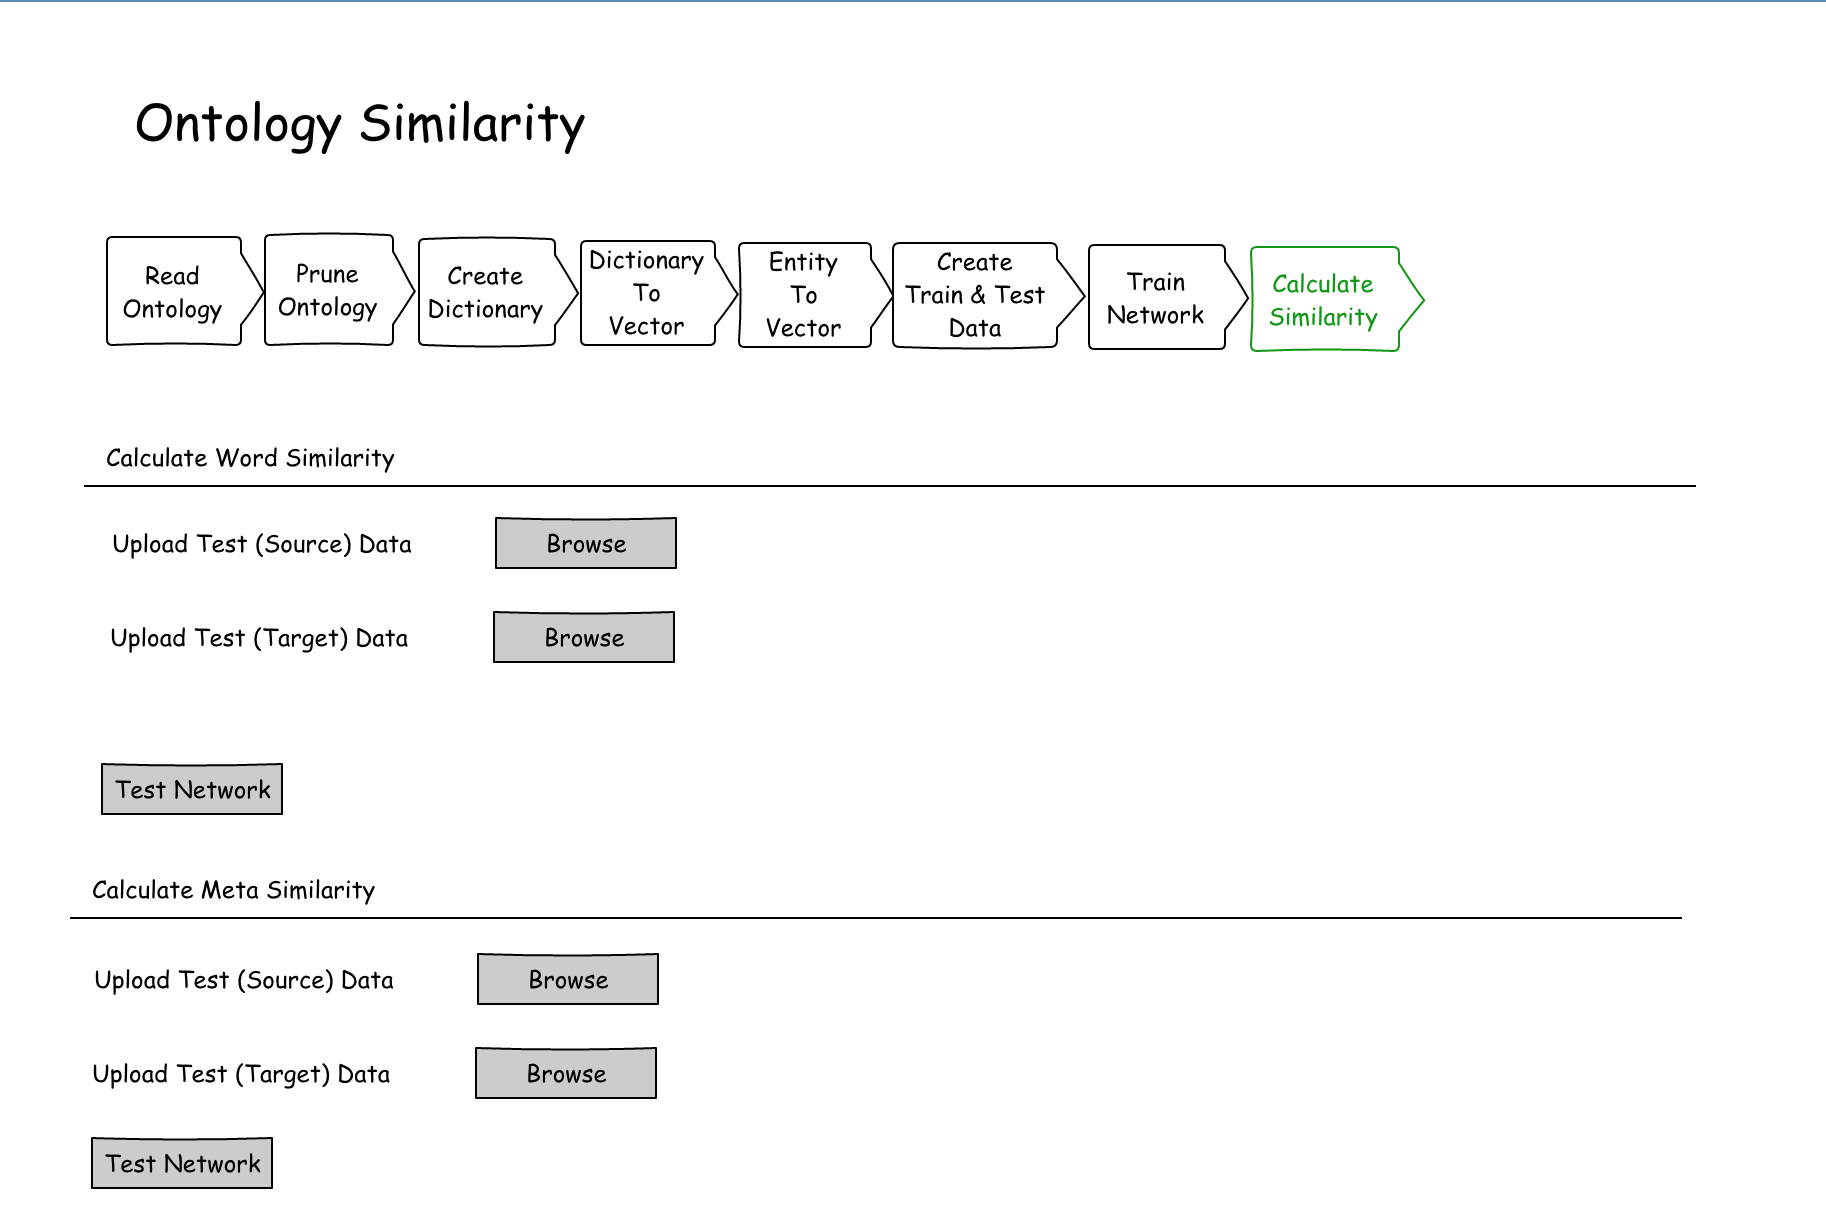 Ontology Similarity
Read
Ontology
Prune
Ontology
Create
Dictionary
Dictionary
To
Vector
Entity
To
Vector
Create
Train & Test
Data
Train
Network
Calculate
Similarity
Calculate Word Similarity
Upload Test (Source) Data
Browse
Upload Test (Target) Data
Browse
Test Network
Calculate Meta Similarity
Upload Test (Source) Data
Browse
Upload Test (Target) Data
Browse
Test Network